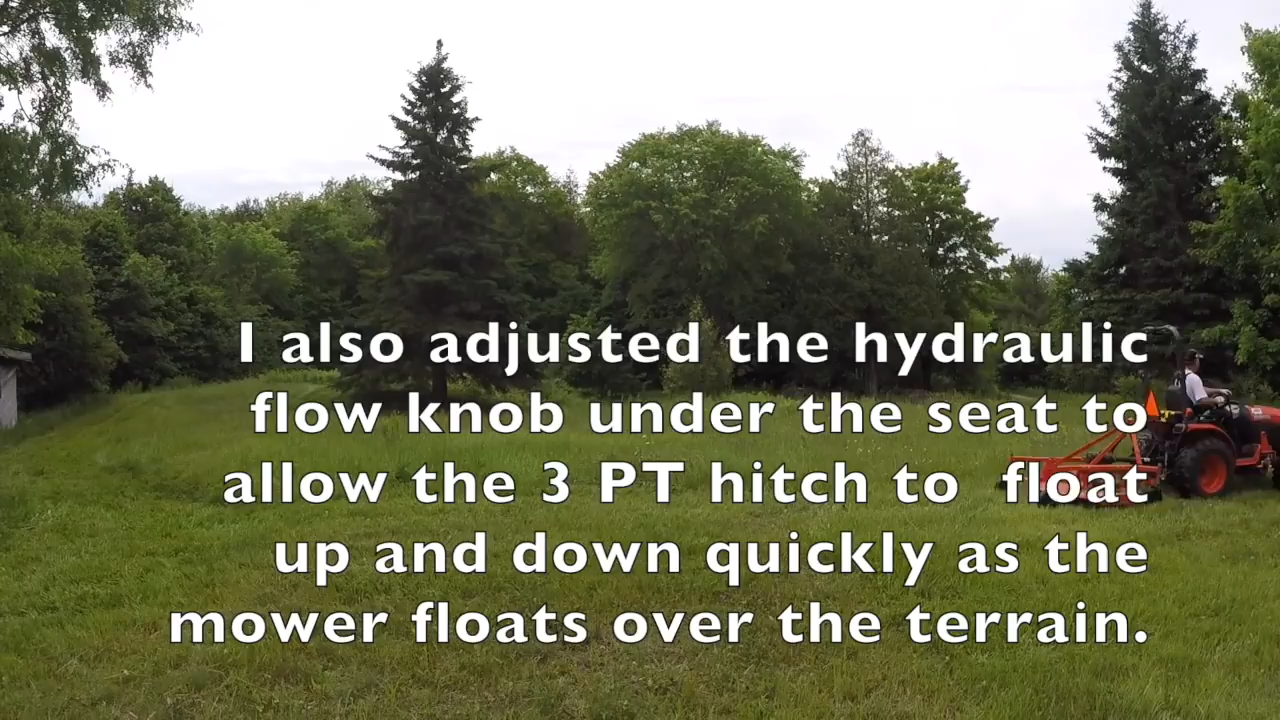 I also adjusted the hydraulic
flow knob under the seat to
allow the 3 PT hitch to  float
up and down quickly as the
mower floats over the terrain.